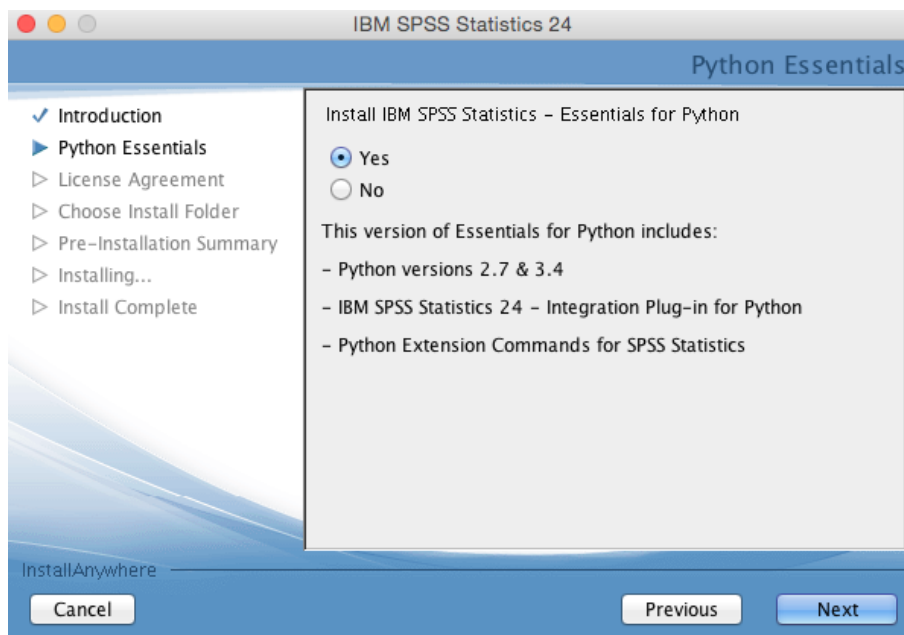 IBM SPSS Statistics 24
Python Essentials
Introduction
Python Essentials
License Agreement
Choose Install Folder
Pre-Installation Summary
Installing...
Install Complete
Install IBM SPSS Statistics – Essentials for Python
Yes
No
This version of Essentials for Python includes:
– Python versions 2.7 & 3.4
– IBM SPSS Statistics 24 – Integration Plug-in for Python
– Python Extension Commands for SPSS Statistics
InstallAnywhere
Cancel
Previous
Next